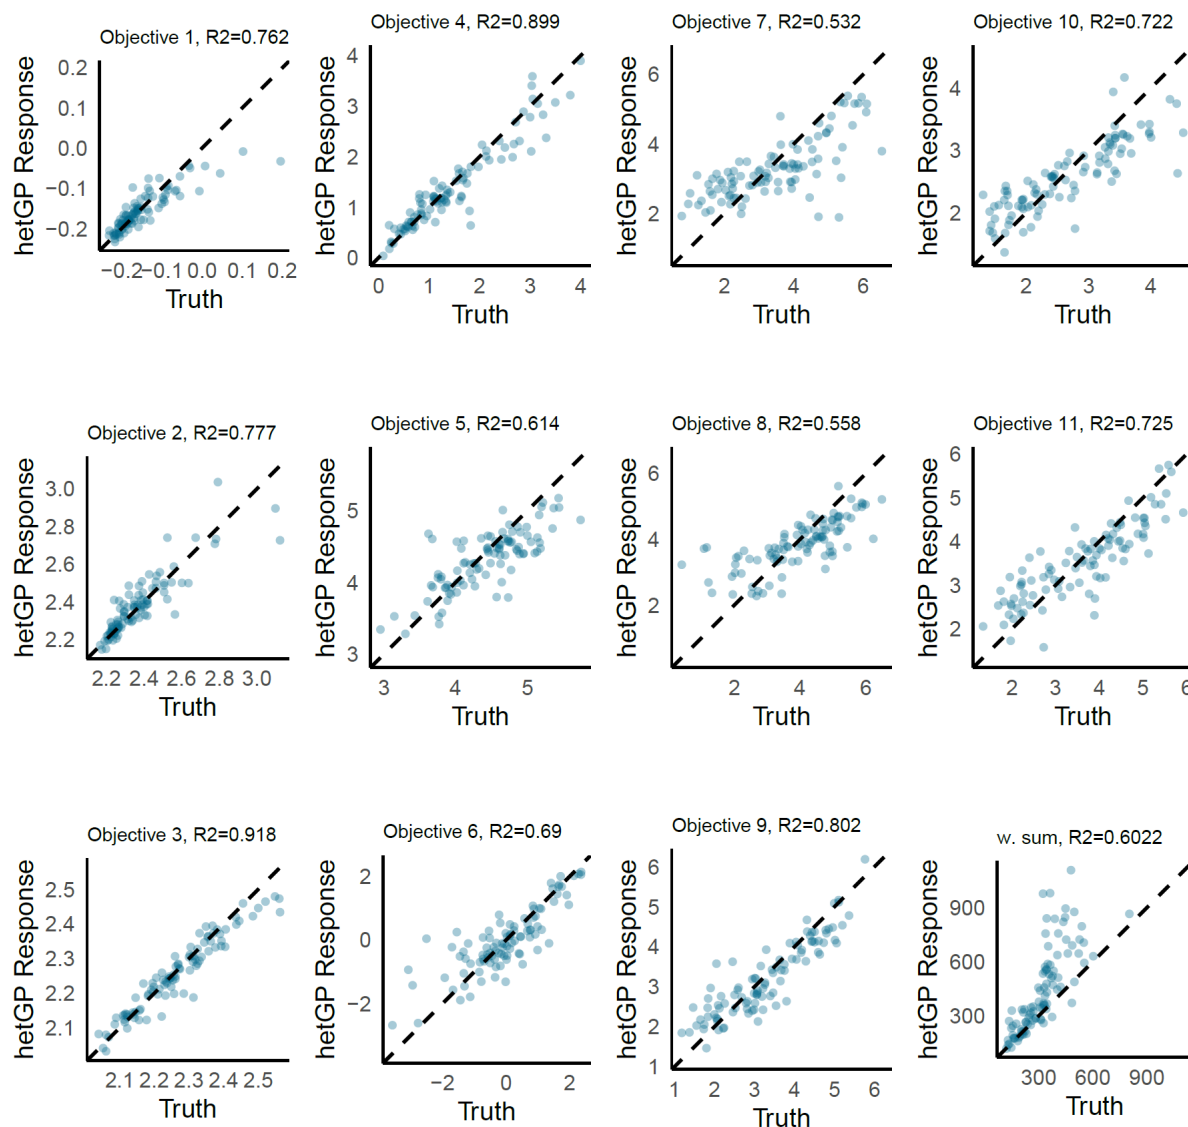 Objective 1, R2=0.762
hetGP Response
0.2
0.1
0.0
−0.1
−0.2
−0.2 −0.1 0.0 0.1 0.2
Truth
Objective 4, R2=0.899
hetGP Response
4
3
2
1
0
0 1 2 3 4
Truth
Objective 7, R2=0.532
hetGP Response
6
4
2
2 4 6
Truth
Objective 10, R2=0.722
hetGP Response
4
3
2
2 3 4
Truth
Objective 2, R2=0.777
hetGP Response
3.0
2.8
2.6
2.4
2.2
2.2 2.4 2.6 2.8 3.0
Truth
Objective 5, R2=0.614
hetGP Response
5
4
3
3 4 5
Truth
Objective 8, R2=0.558
hetGP Response
6
4
2
2 4 6
Truth
Objective 11, R2=0.725
hetGP Response
6
5
4
3
2
2 3 4 5 6
Truth
Objective 3, R2=0.918
hetGP Response
2.5
2.4
2.3
2.2
2.1
2.1 2.2 2.3 2.4 2.5
Truth
Objective 6, R2=0.69
hetGP Response
2
0
−2
−2 0 2
Truth
Objective 9, R2=0.802
hetGP Response
6
5
4
3
2
1
1 2 3 4 5 6
Truth
w. sum, R2=0.6022
hetGP Response
900
600
300
300 600 900
Truth